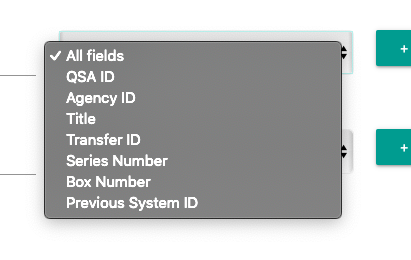 ✓ All fields
QSA ID
Agency ID
Title
Transfer ID
Series Number
Box Number
Previous System ID
+
+